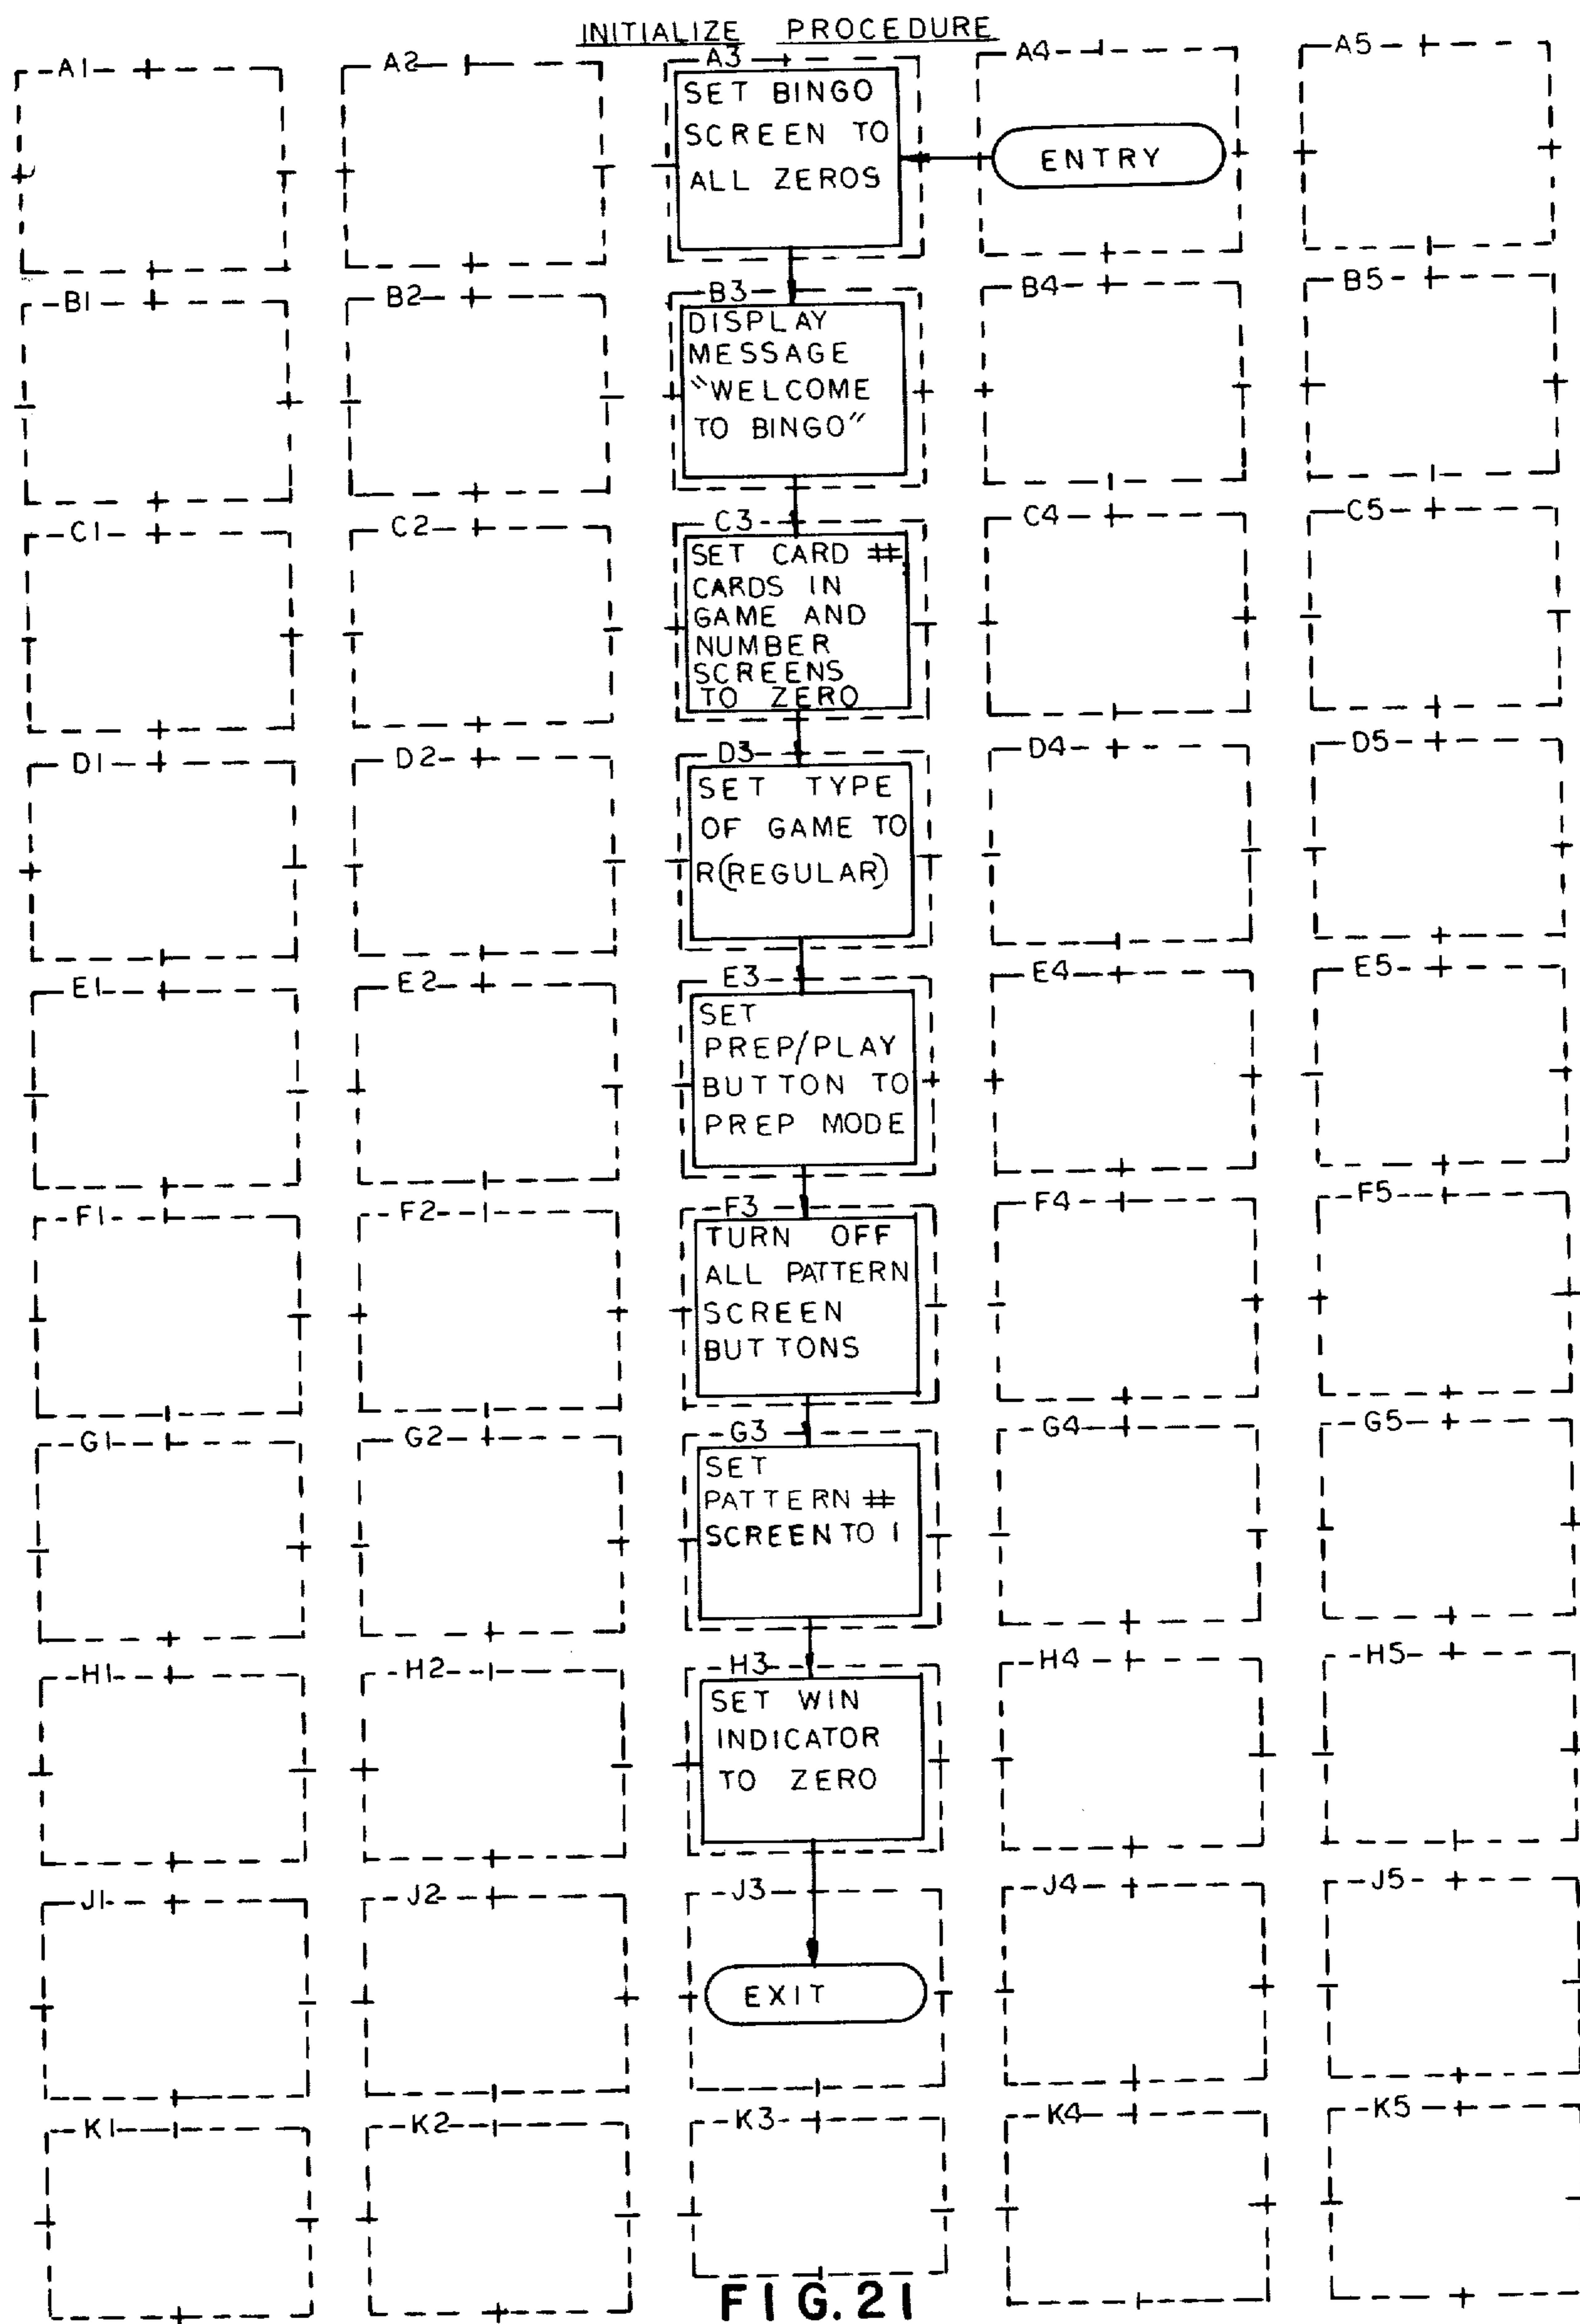 INITIALIZE PROCEDURE
A1 A2 A3 A4 A5
SET BINGO
SCREEN TO
ALL ZEROS
ENTRY
B1 B2 B3 B4 B5
DISPLAY
MESSAGE
"WELCOME
TO BINGO"
C1 C2 C3 C4 C5
SET CARD #,
CARDS IN
GAME AND
NUMBER
SCREENS
TO ZERO
D1 D2 D3 D4 D5
SET TYPE
OF GAME TO
R(REGULAR)
E1 E2 E3 E4 E5
SET
PREP/PLAY
BUTTON TO
PREP MODE
F1 F2 F3 F4 F5
TURN OFF
ALL PATTERN
SCREEN
BUTTONS
G1 G2 G3 G4 G5
SET
PATTERN #
SCREEN TO 1
H1 H2 H3 H4 H5
SET WIN
INDICATOR
TO ZERO
J1 J2 J3 J4 J5
EXIT
K1 K2 K3 K4 K5
FIG. 21